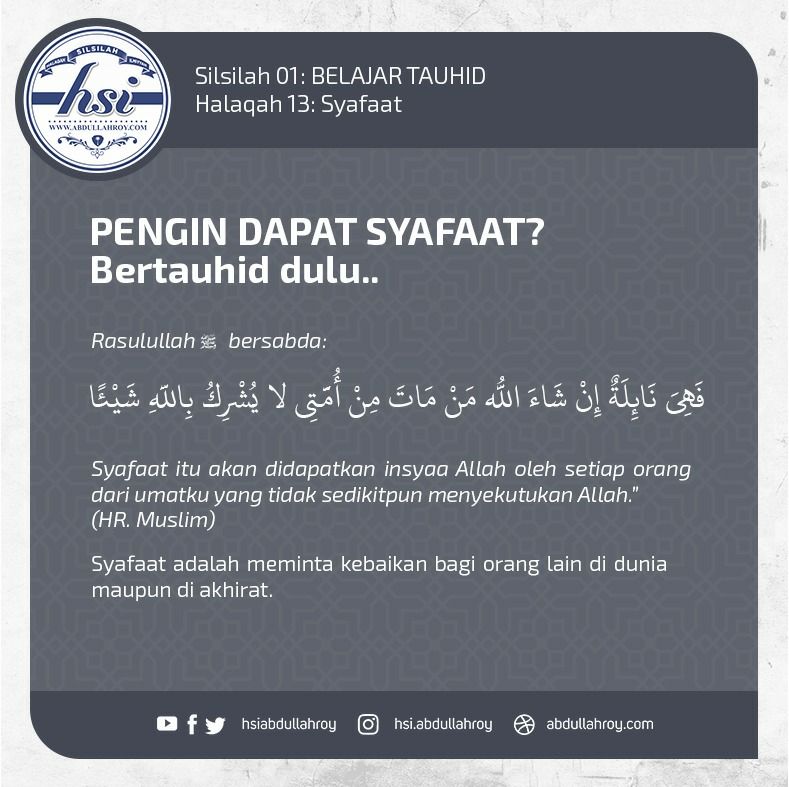 HALAQAH SILSILAH ILMIYYAH
hsi
WWW.ABDULLAHROY.COM
Silsilah 01: BELAJAR TAUHID
Halaqah 13: Syafaat
PENGIN DAPAT SYAFAAT?
Bertauhid dulu..
Rasulullah ﷺ bersabda:
فَهِىَ نَائِلَةٌ إِنْ شَاءَ اللَّه مَنْ مَاتَ مِنْ أُمَّتِى لا يُشْرِكُ بِاللّهِ شَيْئًا
Syafaat itu akan didapatkan insyaa Allah oleh setiap orang
dari umatku yang tidak sedikitpun menyekutukan Allah.”
(HR. Muslim)
Syafaat adalah meminta kebaikan bagi orang lain di dunia
maupun di akhirat.
hsiabdullahroy hsi.abdullahroy abdullahroy.com